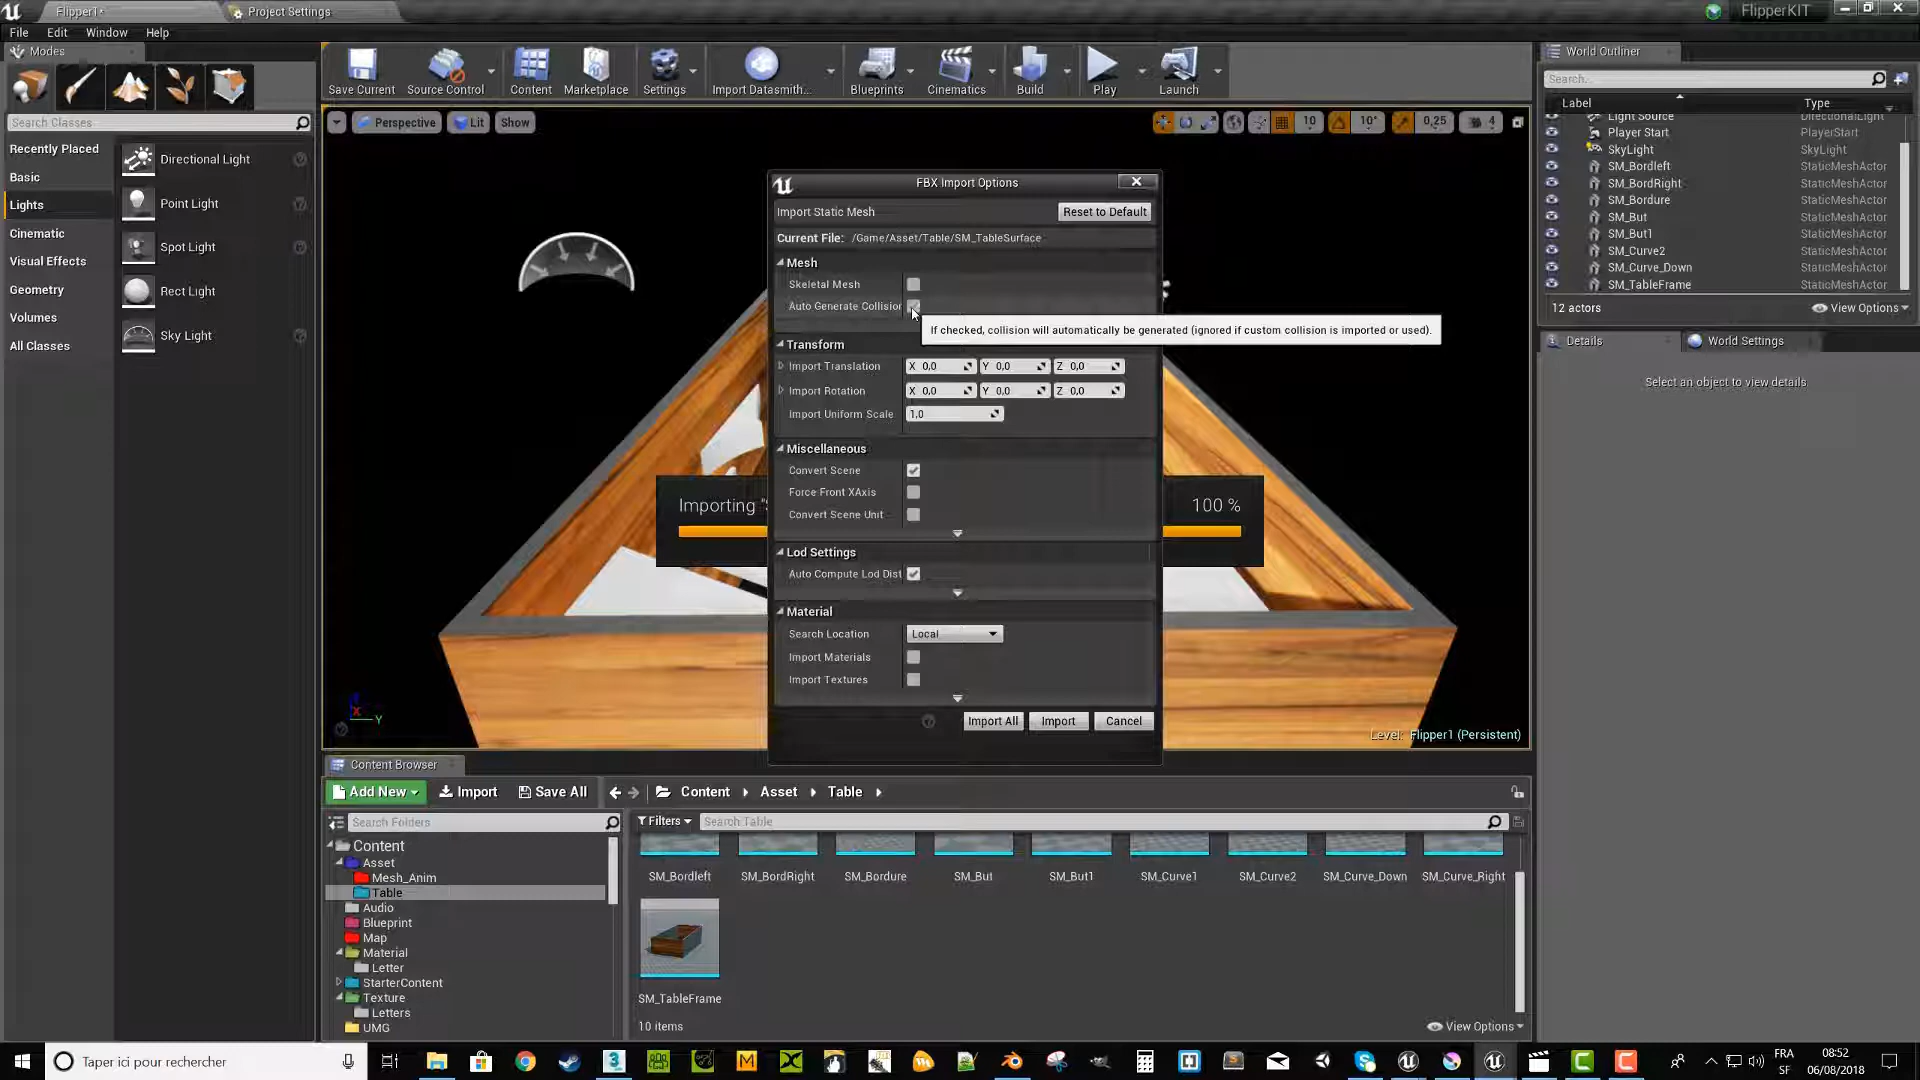 Flipper1•
Project Settings
FlipperKIT
File Edit Window Help
Modes
Search Classes
Recently Placed
Basic
Lights
Cinematic
Visual Effects
Geometry
Volumes
All Classes
Directional Light
Point Light
Spot Light
Rect Light
Sky Light
Save Current
Source Control
Content
Marketplace
Settings
Import Datasmith...
Blueprints
Cinematics
Build
Play
Launch
Perspective Lit Show
10 10° 0,25 4
World Outliner
Search...
Label Type
Light Source DirectionalLight
Player Start PlayerStart
SkyLight SkyLight
SM_Bordleft StaticMeshActor
SM_BordRight StaticMeshActor
SM_Bordure StaticMeshActor
SM_But StaticMeshActor
SM_But1 StaticMeshActor
SM_Curve2 StaticMeshActor
SM_Curve_Down StaticMeshActor
SM_TableFrame StaticMeshActor
12 actors View Options
Details World Settings
Select an object to view details
FBX Import Options
Import Static Mesh Reset to Default
Current File: /Game/Asset/Table/SM_TableSurface
Mesh
Skeletal Mesh
Auto Generate Collision
If checked, collision will automatically be generated (ignored if custom collision is imported or used).
Transform
Import Translation X 0,0 Y 0,0 Z 0,0
Import Rotation X 0,0 Y 0,0 Z 0,0
Import Uniform Scale 1,0
Miscellaneous
Convert Scene
Force Front XAxis
Convert Scene Unit
Importing "S 100 %
Lod Settings
Auto Compute Lod Dist
Material
Search Location Local
Import Materials
Import Textures
Import All Import Cancel
X Y
Level: Flipper1 (Persistent)
Content Browser
Add New Import Save All Content Asset Table
Search Folders
Content
Asset
Mesh_Anim
Table
Audio
Blueprint
Map
Material
Letter
StarterContent
Texture
Letters
UMG
Filters Search Table
SM_Bordleft SM_BordRight SM_Bordure SM_But SM_But1 SM_Curve1 SM_Curve2 SM_Curve_Down SM_Curve_Right
SM_TableFrame
10 items View Options
Taper ici pour rechercher
FRA 08:52
SF 06/08/2018